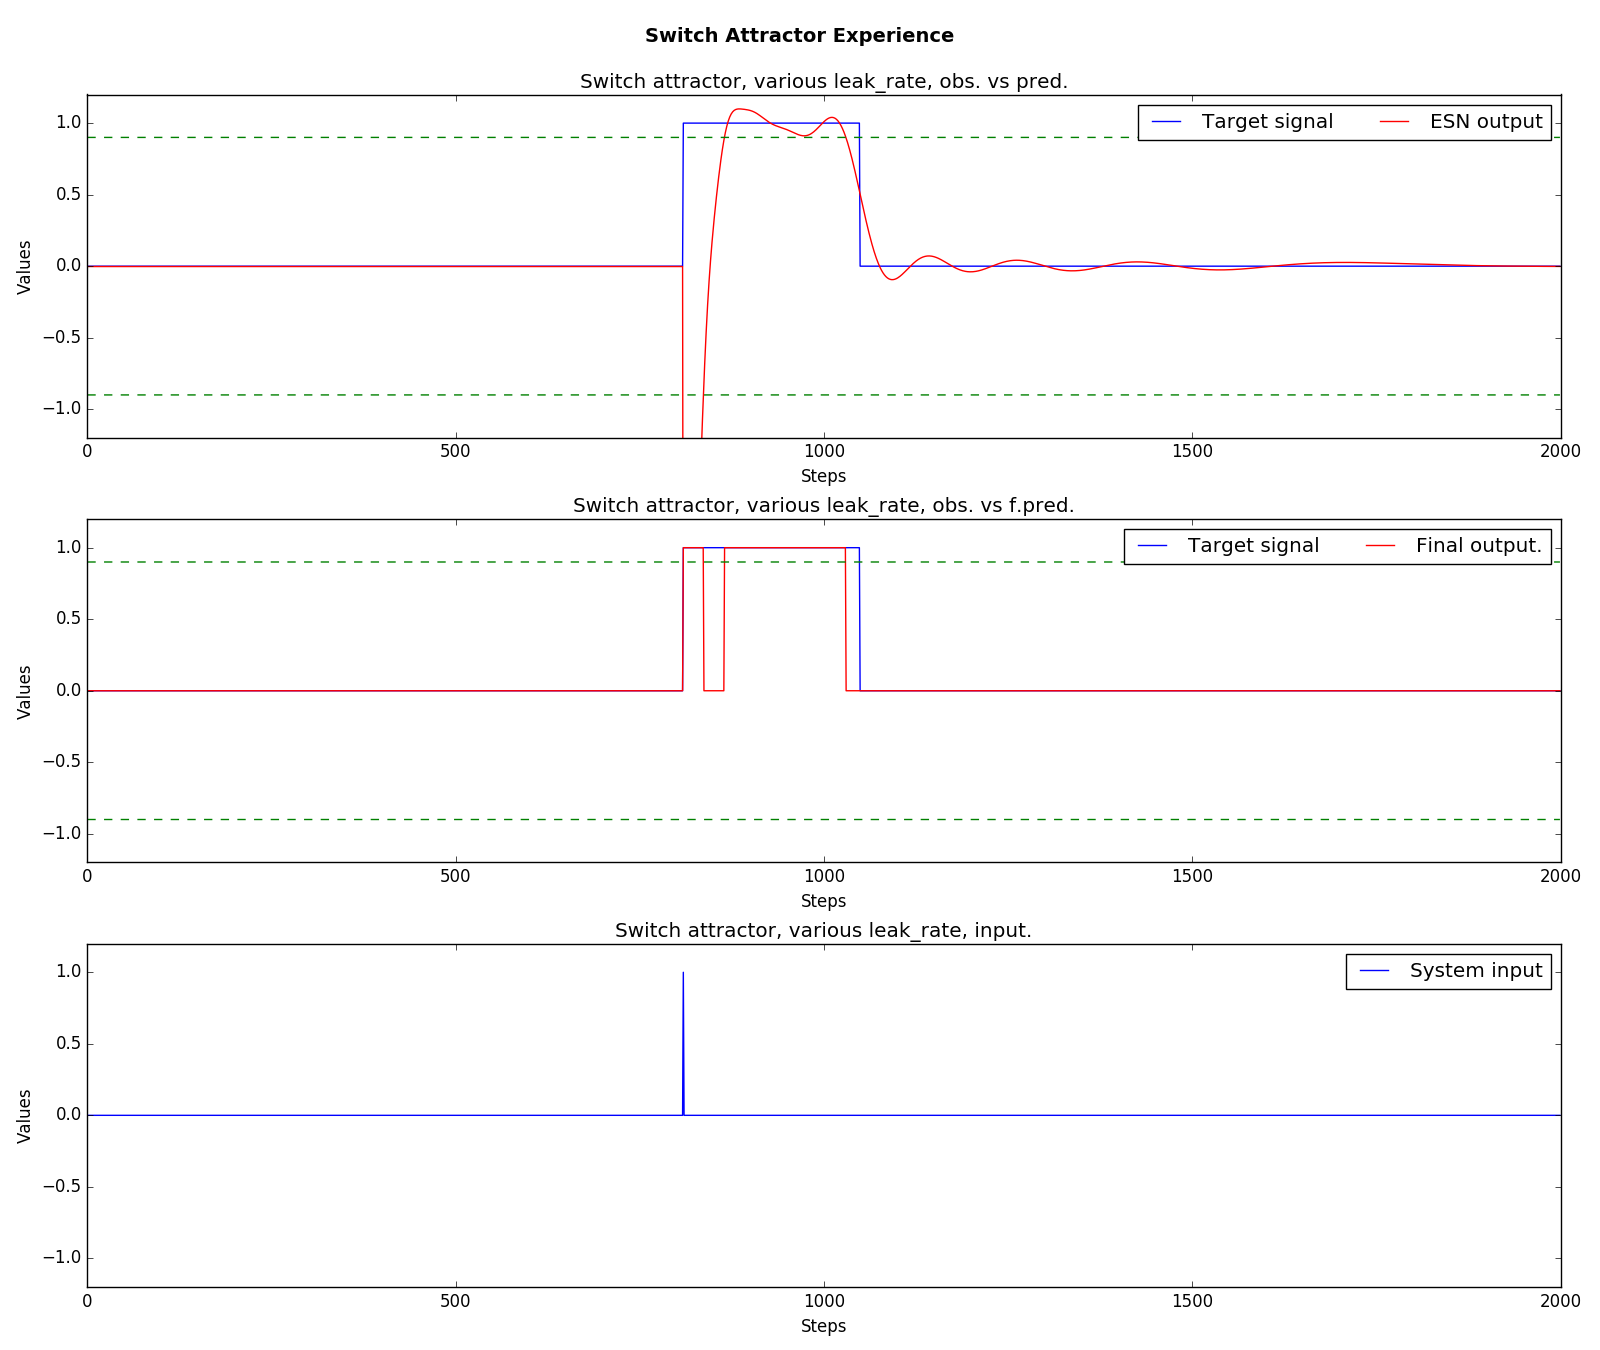 Switch Attractor Experience
Switch attractor, various leak_rate, obs. vs pred.
Target signal ESN output
1.0
0.5
0.0
−0.5
−1.0
Values
0 500 1000 1500 2000
Steps
Switch attractor, various leak_rate, obs. vs f.pred.
Target signal Final output.
1.0
0.5
0.0
−0.5
−1.0
Values
0 500 1000 1500 2000
Steps
Switch attractor, various leak_rate, input.
System input
1.0
0.5
0.0
−0.5
−1.0
Values
0 500 1000 1500 2000
Steps